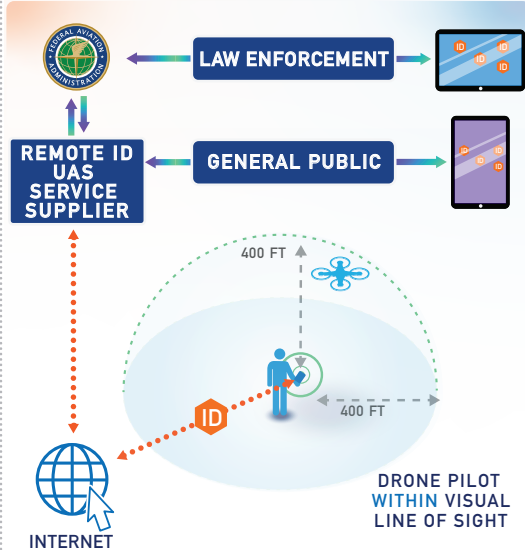 FEDERAL AVIATION
ADMINISTRATION
LAW ENFORCEMENT
ID
ID
ID
ID
REMOTE ID
UAS
SERVICE
SUPPLIER
GENERAL PUBLIC
ID
ID
ID
ID
400 FT
400 FT
ID
INTERNET
DRONE PILOT
WITHIN VISUAL
LINE OF SIGHT